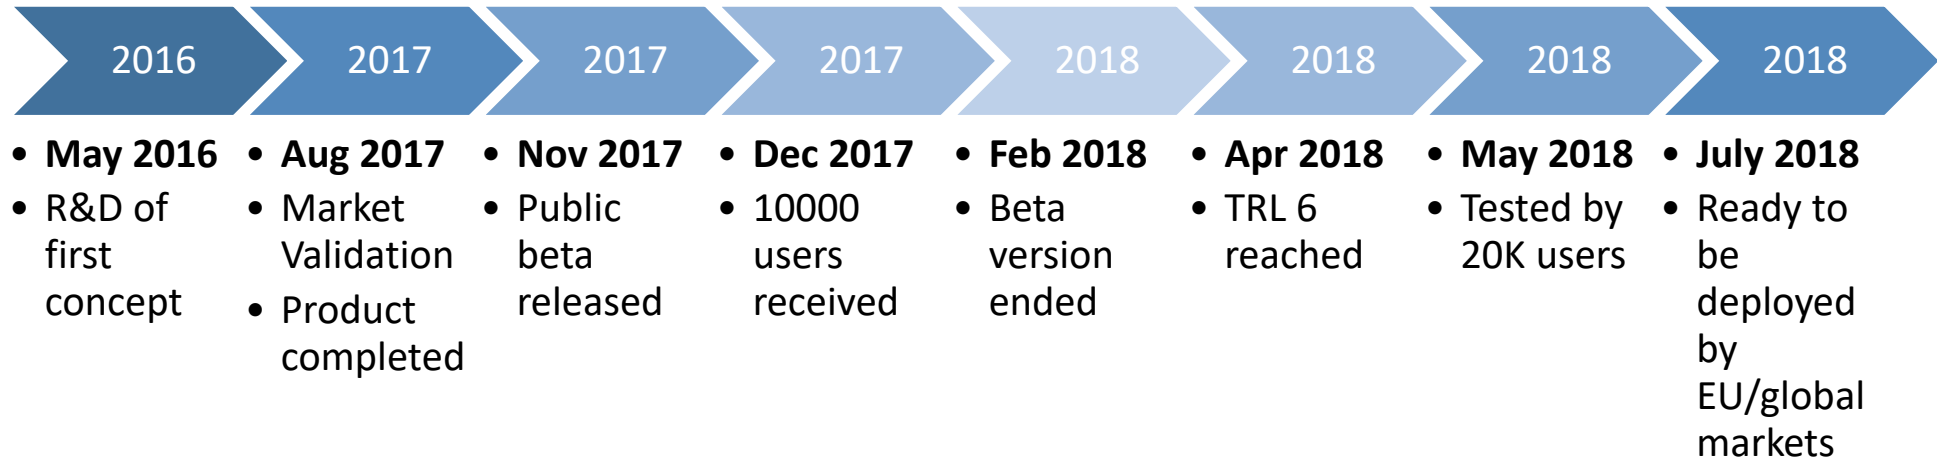 2016
2017
2017
2017
2018
2018
2018
2018
• May 2016
• R&D of
first
concept
• Aug 2017
• Market
Validation
• Product
completed
• Nov 2017
• Public
beta
released
• Dec 2017
• 10000
users
received
• Feb 2018
• Beta
version
ended
• Apr 2018
• TRL 6
reached
• May 2018
• Tested by
20K users
• July 2018
• Ready to
be
deployed
by
EU/global
markets